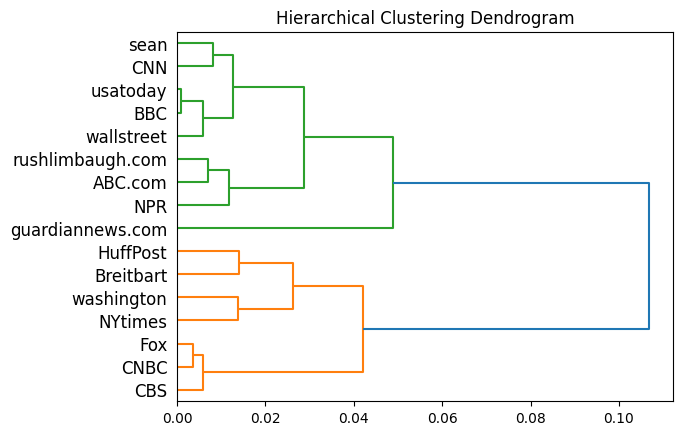 Hierarchical Clustering Dendrogram
sean
CNN
usatoday
BBC
wallstreet
rushlimbaugh.com
ABC.com
NPR
guardiannews.com
HuffPost
Breitbart
washington
NYtimes
Fox
CNBC
CBS
0.00 0.02 0.04 0.06 0.08 0.10